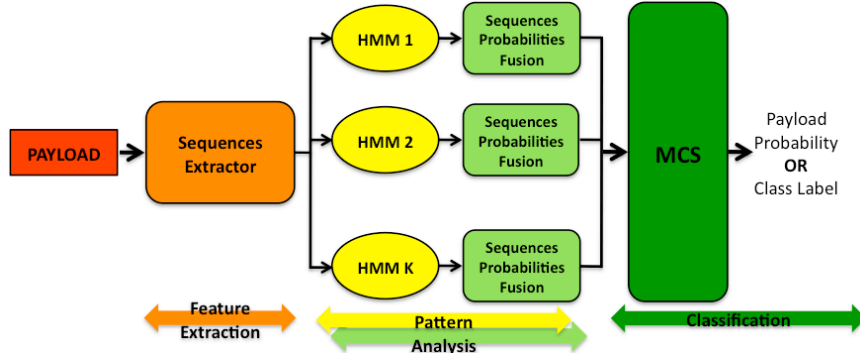 PAYLOAD
Sequences
Extractor
HMM 1
HMM 2
HMM K
Sequences
Probabilities
Fusion
Sequences
Probabilities
Fusion
Sequences
Probabilities
Fusion
MCS
Payload
Probability
OR
Class Label
Feature
Extraction
Pattern
Analysis
Classification